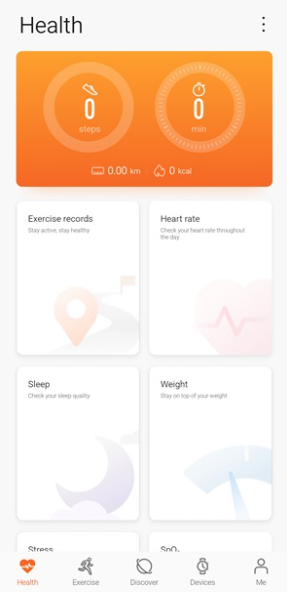 Health
0
steps
0
min
0.00 km
0 kcal
Exercise records
Stay active, stay healthy
Heart rate
Check your heart rate throughout
the day
Sleep
Check your sleep quality
Weight
Stay on top of your weight
Stress
SpO₂
Health
Exercise
Discover
Devices
Me